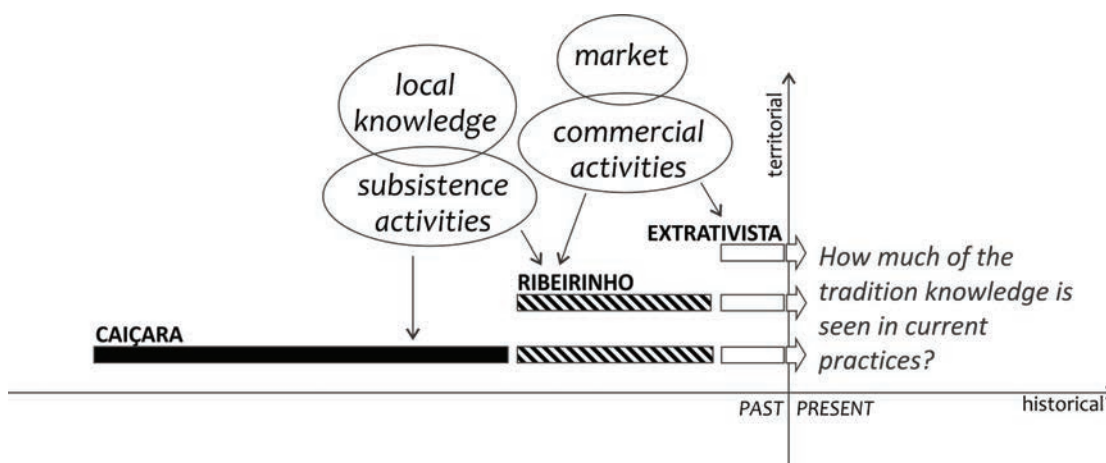 market
local
knowledge
commercial
activities
subsistence
activities
territorial
EXTRATIVISTA
RIBEIRINHO
CAIÇARA
How much of the
tradition knowledge is
seen in current
practices?
PAST PRESENT
historical